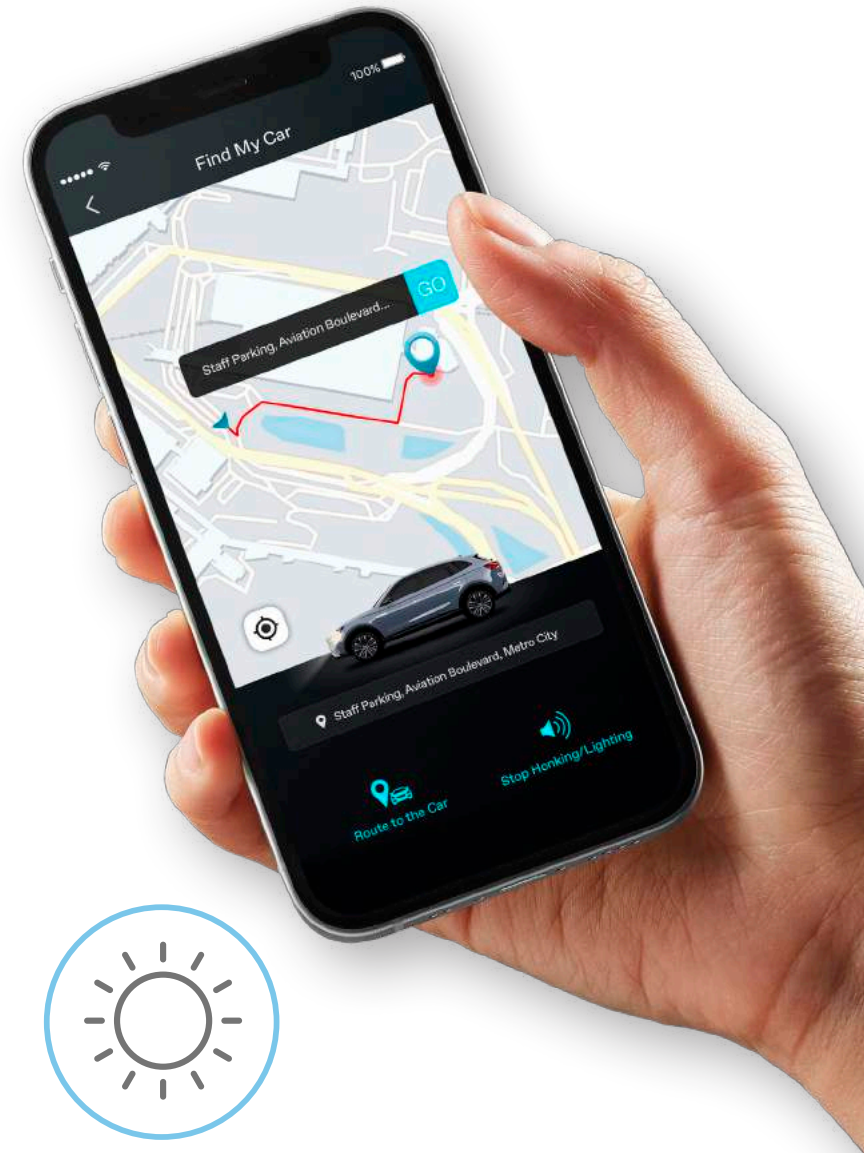 100%
Find My Car
Staff Parking, Aviation Boulevard...
GO
Staff Parking, Aviation Boulevard, Metro City
Route to the Car
Stop Honking/Lighting